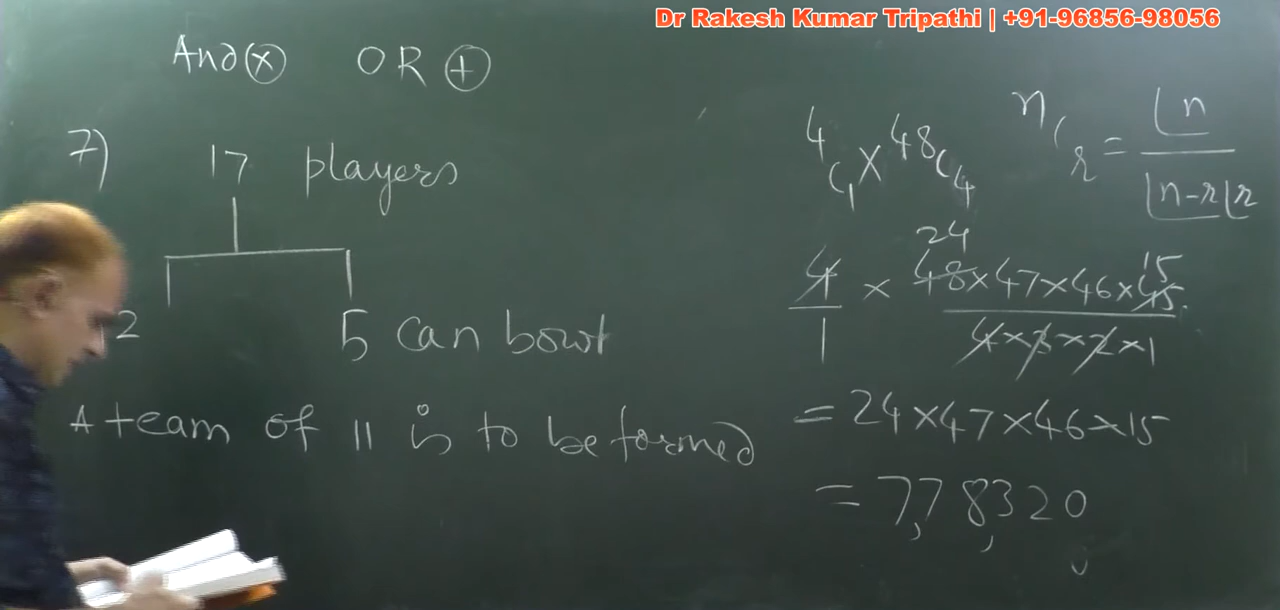 Dr Rakesh Kumar Tripathi | +91-96856-98056
And ⊗ OR ⊕
7) 17 players
2 5 can bowl
A team of 11 is to be formed
⁴C₁ × ⁴⁸C₄
ⁿCᵣ = ⌊n / ⌊n-r ⌊r
24 15
4/1 × 48×47×46×45 / 4×3×2×1
= 24×47×46×15
= 7,78,320